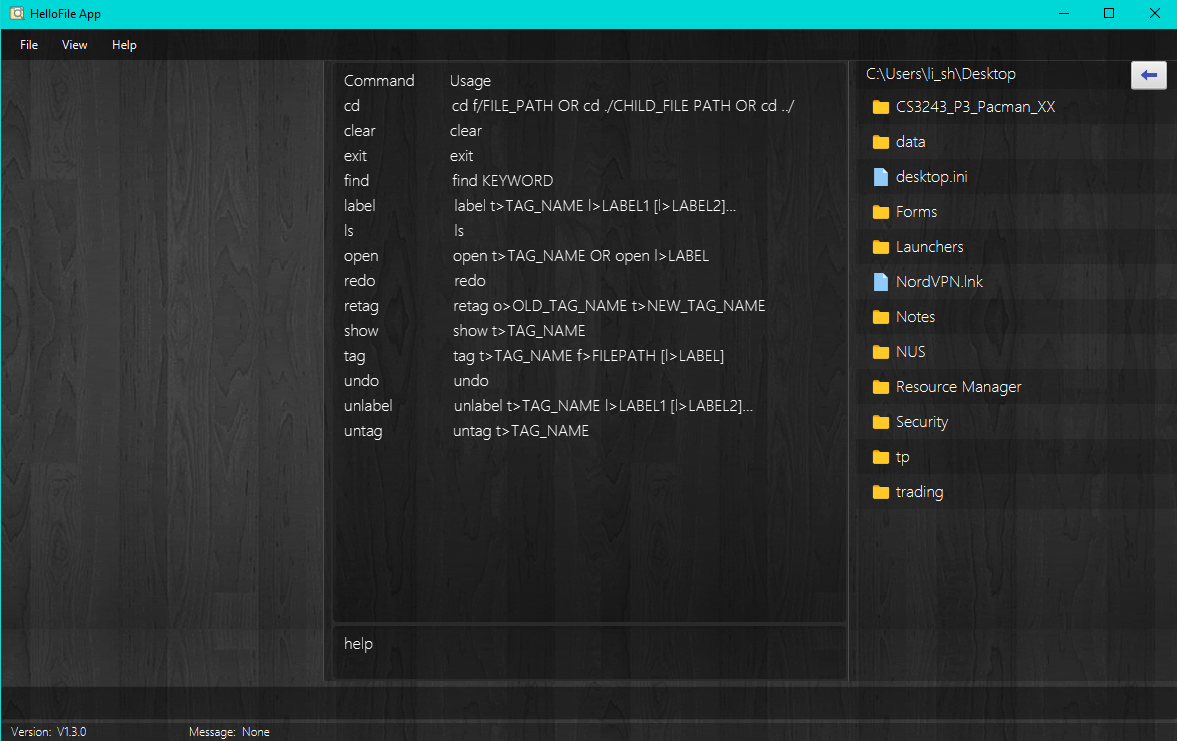 HelloFile App
File View Help
Command Usage
cd cd f/FILE_PATH OR cd ./CHILD_FILE PATH OR cd ../
clear clear
exit exit
find find KEYWORD
label label t>TAG_NAME l>LABEL1 [l>LABEL2]...
ls ls
open open t>TAG_NAME OR open l>LABEL
redo redo
retag retag o>OLD_TAG_NAME t>NEW_TAG_NAME
show show t>TAG_NAME
tag tag t>TAG_NAME f>FILEPATH [l>LABEL]
undo undo
unlabel unlabel t>TAG_NAME l>LABEL1 [l>LABEL2]...
untag untag t>TAG_NAME
help
C:\Users\li_sh\Desktop
CS3243_P3_Pacman_XX
data
desktop.ini
Forms
Launchers
NordVPN.lnk
Notes
NUS
Resource Manager
Security
tp
trading
Version: V1.3.0 Message: None